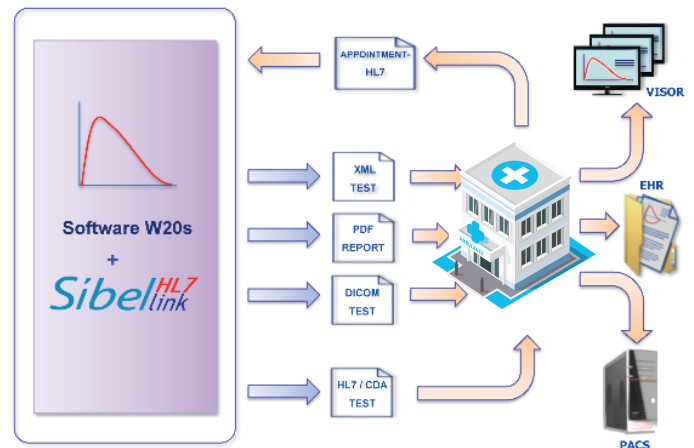 APPOINTMENT-
HL7
VISOR
Software W20s
+
Sibel HL7
link
XML
TEST
PDF
REPORT
DICOM
TEST
HL7 / CDA
TEST
EHR
PACS